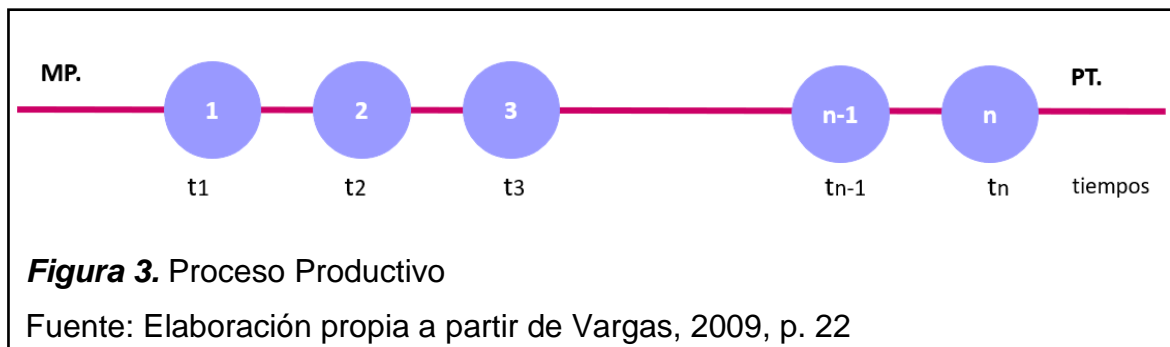 MP. PT.
1 2 3 n-1 n
t1 t2 t3 tn-1 tn tiempos
Figura 3. Proceso Productivo
Fuente: Elaboración propia a partir de Vargas, 2009, p. 22